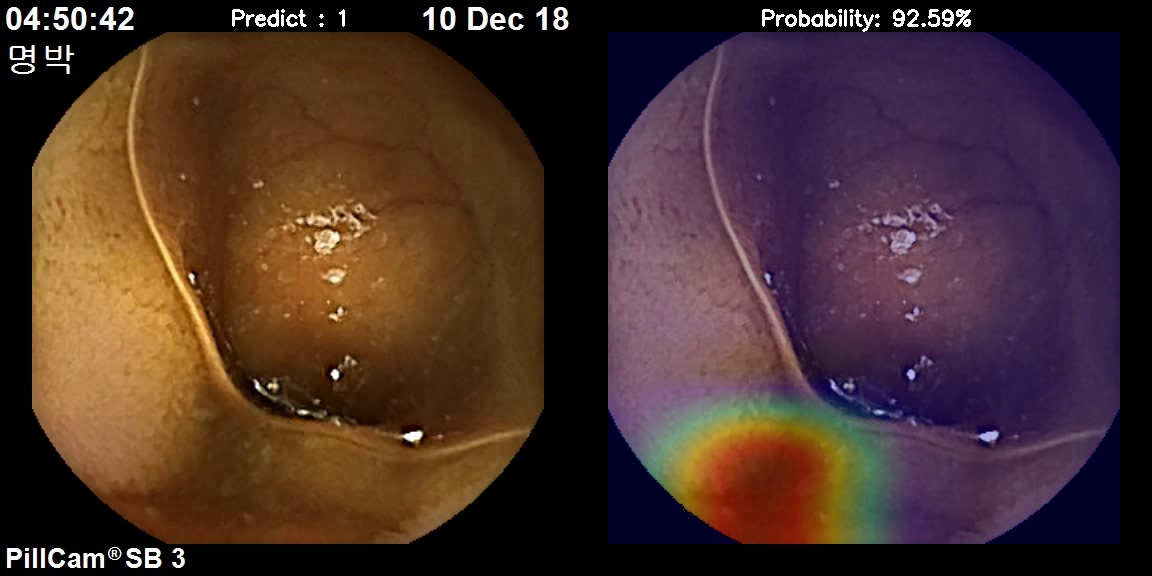 04:50:42 Predict : 1 10 Dec 18 Probability: 92.59%
명박
PillCam® SB 3